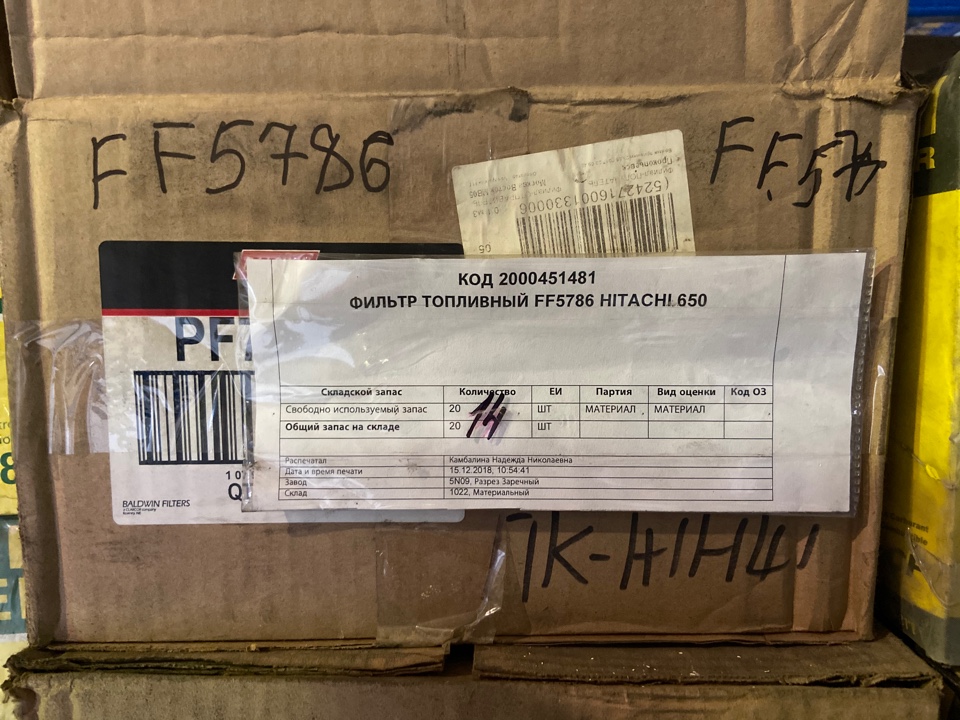 FF5786
FF57
(5242716001330006
КОД 2000451481
ФИЛЬТР ТОПЛИВНЫЙ FF5786 HITACHI 650
PF
Складской запас Количество ЕИ Партия Вид оценки Код ОЗ
Свободно используемый запас 20 ШТ МАТЕРИАЛ МАТЕРИАЛ
Общий запас на складе 20 ШТ
14
Распечатал Камбалина Надежда Николаевна
Дата и время печати 15.12.2018, 10:54:41
Завод 5N09, Разрез Заречный
Склад 1022, Материальный
BALDWIN FILTERS